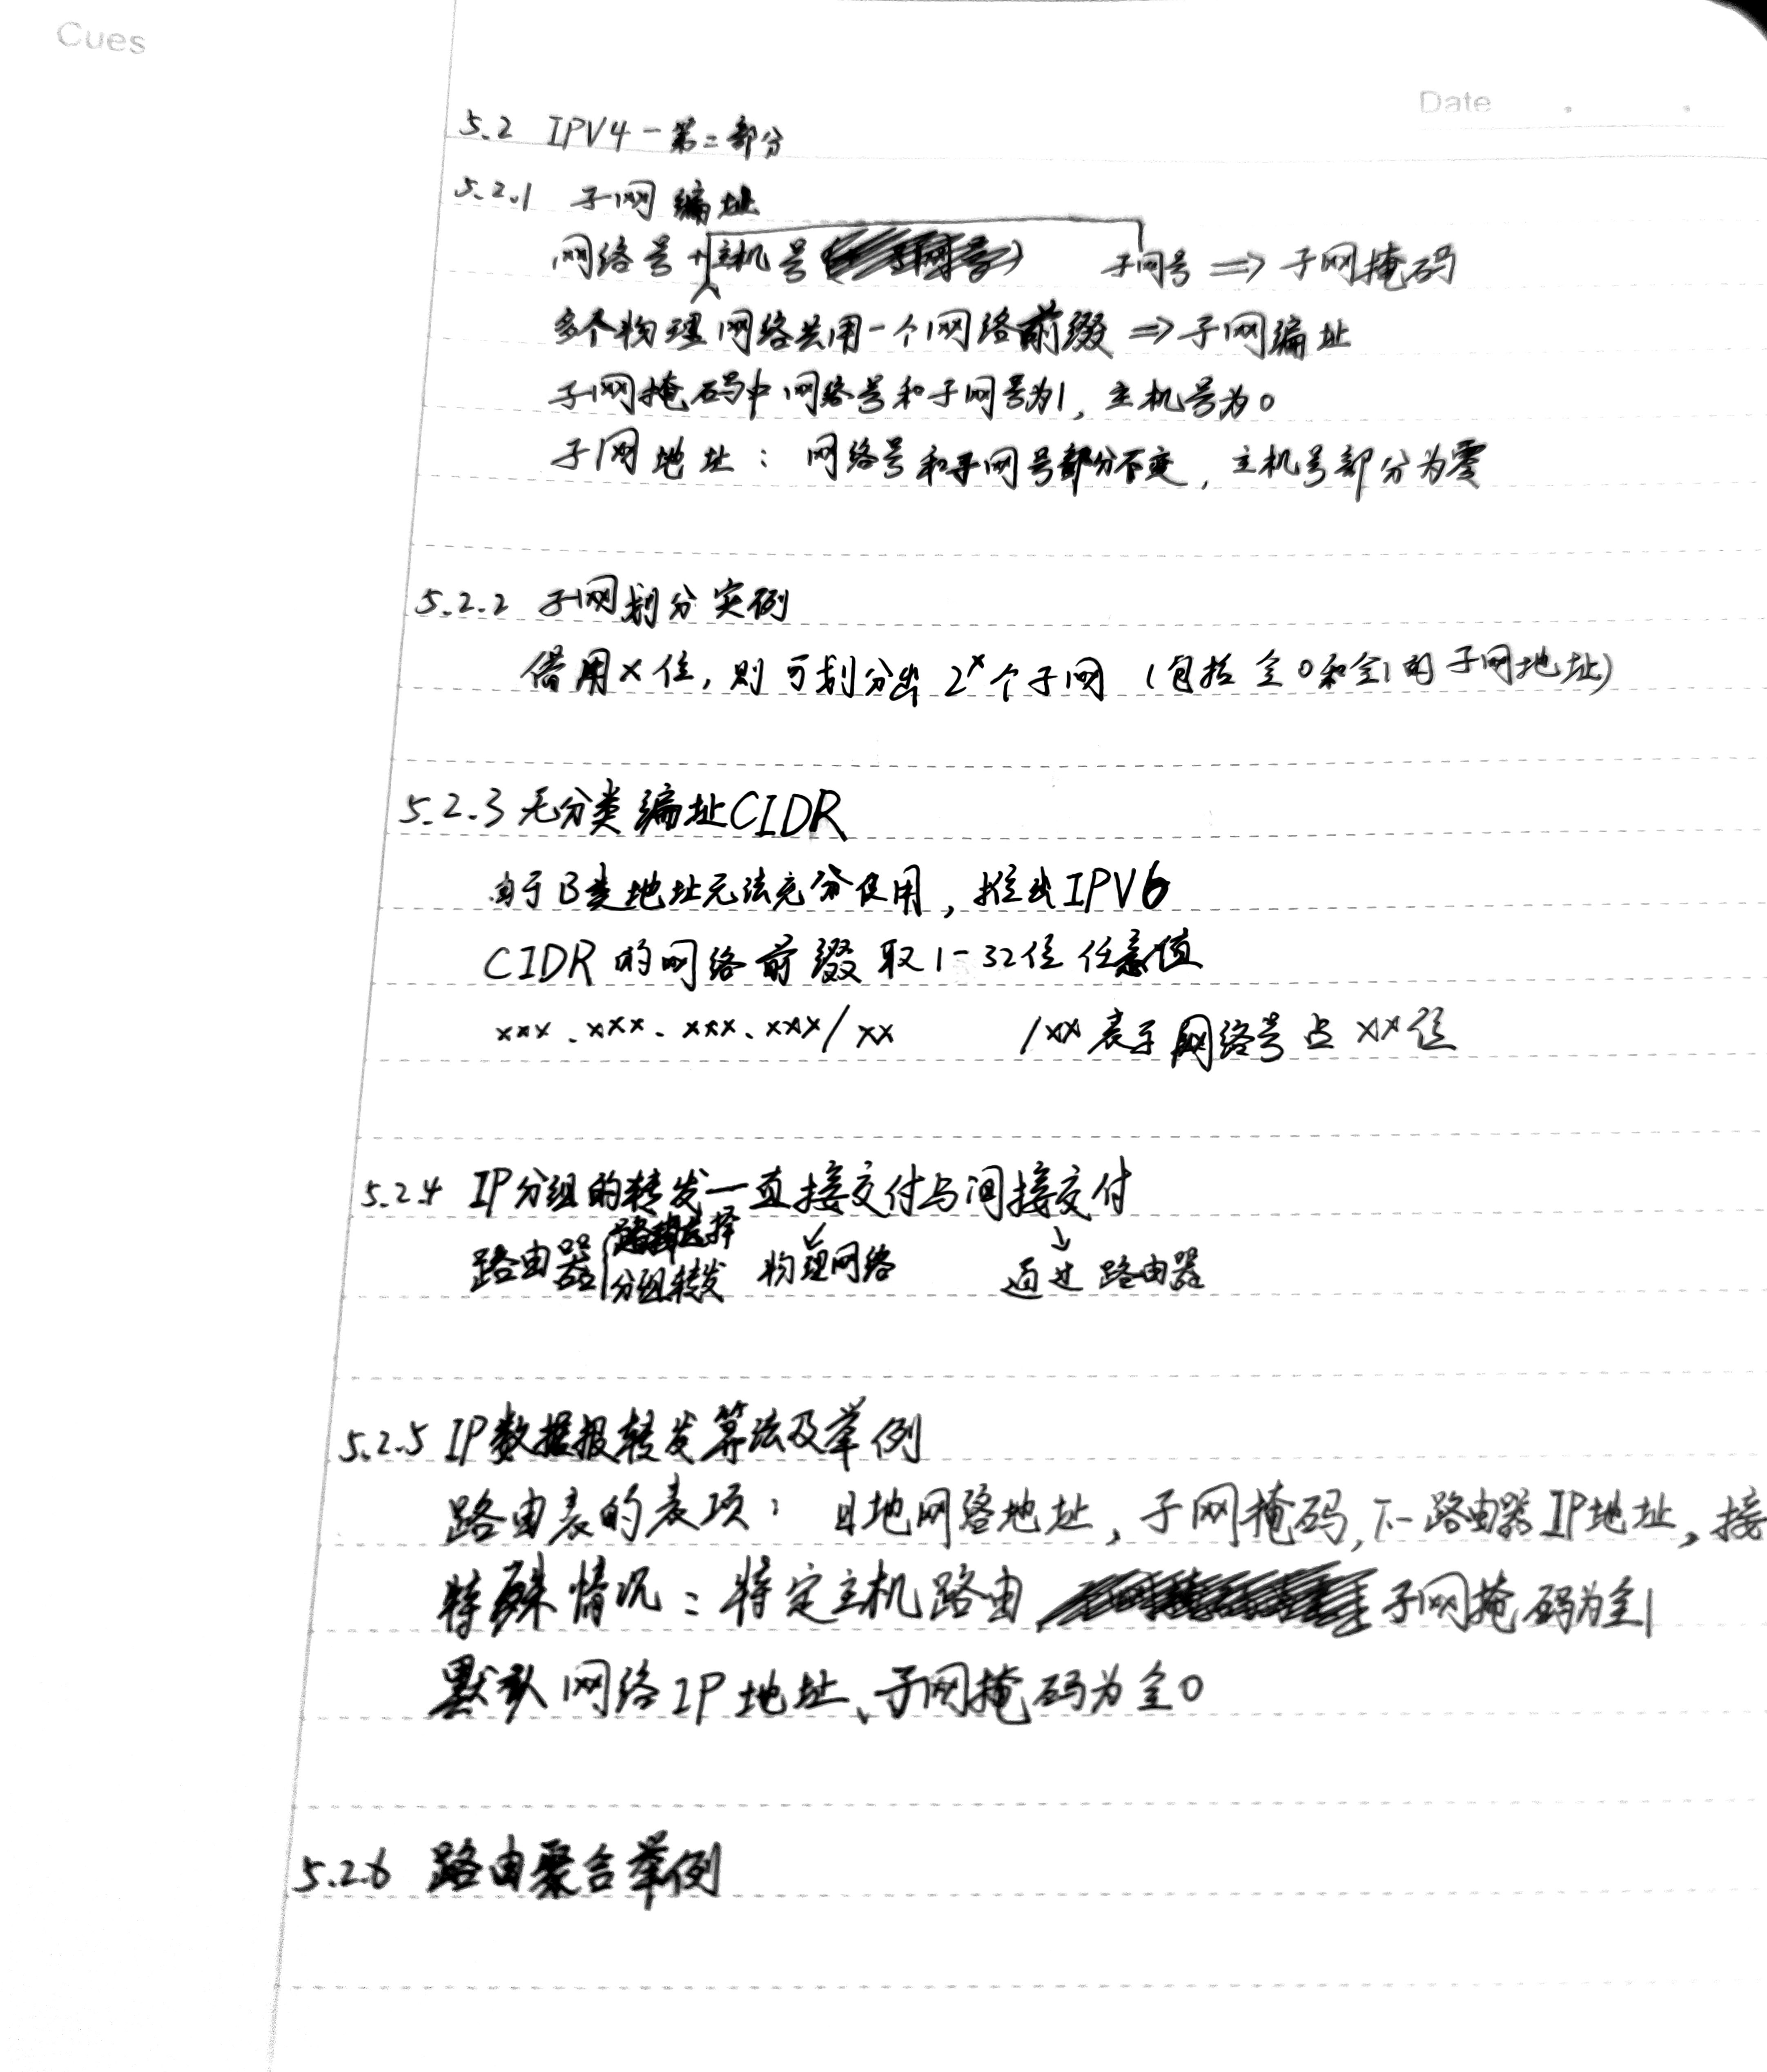 Cues
Date
5.2 IPV4-第二部分
5.2.1 子网编址
网络号+主机号 子网号 => 子网掩码
多个物理网络共用一个网络前缀 => 子网编址
子网掩码中网络号和子网号为1, 主机号为0
子网地址: 网络号和子网号部分不变, 主机号部分为零
5.2.2 子网划分实例
借用x位, 则可划分出 2^x个子网 (包括全0和全1的子网地址)
5.2.3 无分类编址CIDR
由于B类地址无法充分使用, 推出IPV6
CIDR的网络前缀取1-32位任意值
xxx.xxx.xxx.xxx/xx /xx表示网络号占xx位
5.2.4 IP分组的转发一直接交付与间接交付
路由器 { 路由选择 分组转发 ↓物理网络 ↓通过路由器
5.2.5 IP数据报转发算法及举例
路由表的表项: 目地网络地址, 子网掩码, 下一路由器IP地址, 接
特殊情况: 特定主机路由 子网掩码为全1
默认网络IP地址、子网掩码为全0
5.2.6 路由聚合举例